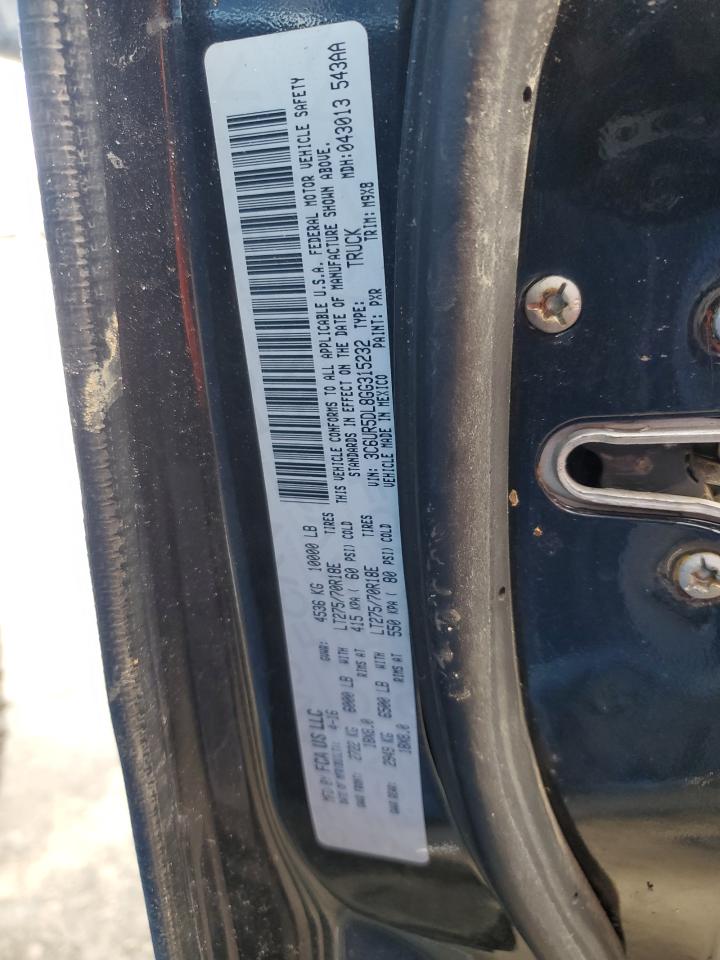 MFD BY: FCA US LLC
DATE OF MFR(BUILT): 4-16 GVWR: 4536 KG 10000 LB
GAWR FRONT: 2722 KG 6000 LB WITH LT275/70R18E TIRES
18X8.0 RIMS AT 415 KPA ( 60 PSI) COLD
GAWR REAR: 2949 KG 6500 LB WITH LT275/70R18E TIRES
18X8.0 RIMS AT 550 KPA ( 80 PSI) COLD
THIS VEHICLE CONFORMS TO ALL APPLICABLE U.S.A. FEDERAL MOTOR VEHICLE SAFETY
STANDARDS IN EFFECT ON THE DATE OF MANUFACTURE SHOWN ABOVE.
VIN: 3C6UR5DL8GG315232 TYPE: TRUCK MDH:043013 543AA
VEHICLE MADE IN MEXICO PAINT: PXR TRIM: M9X8